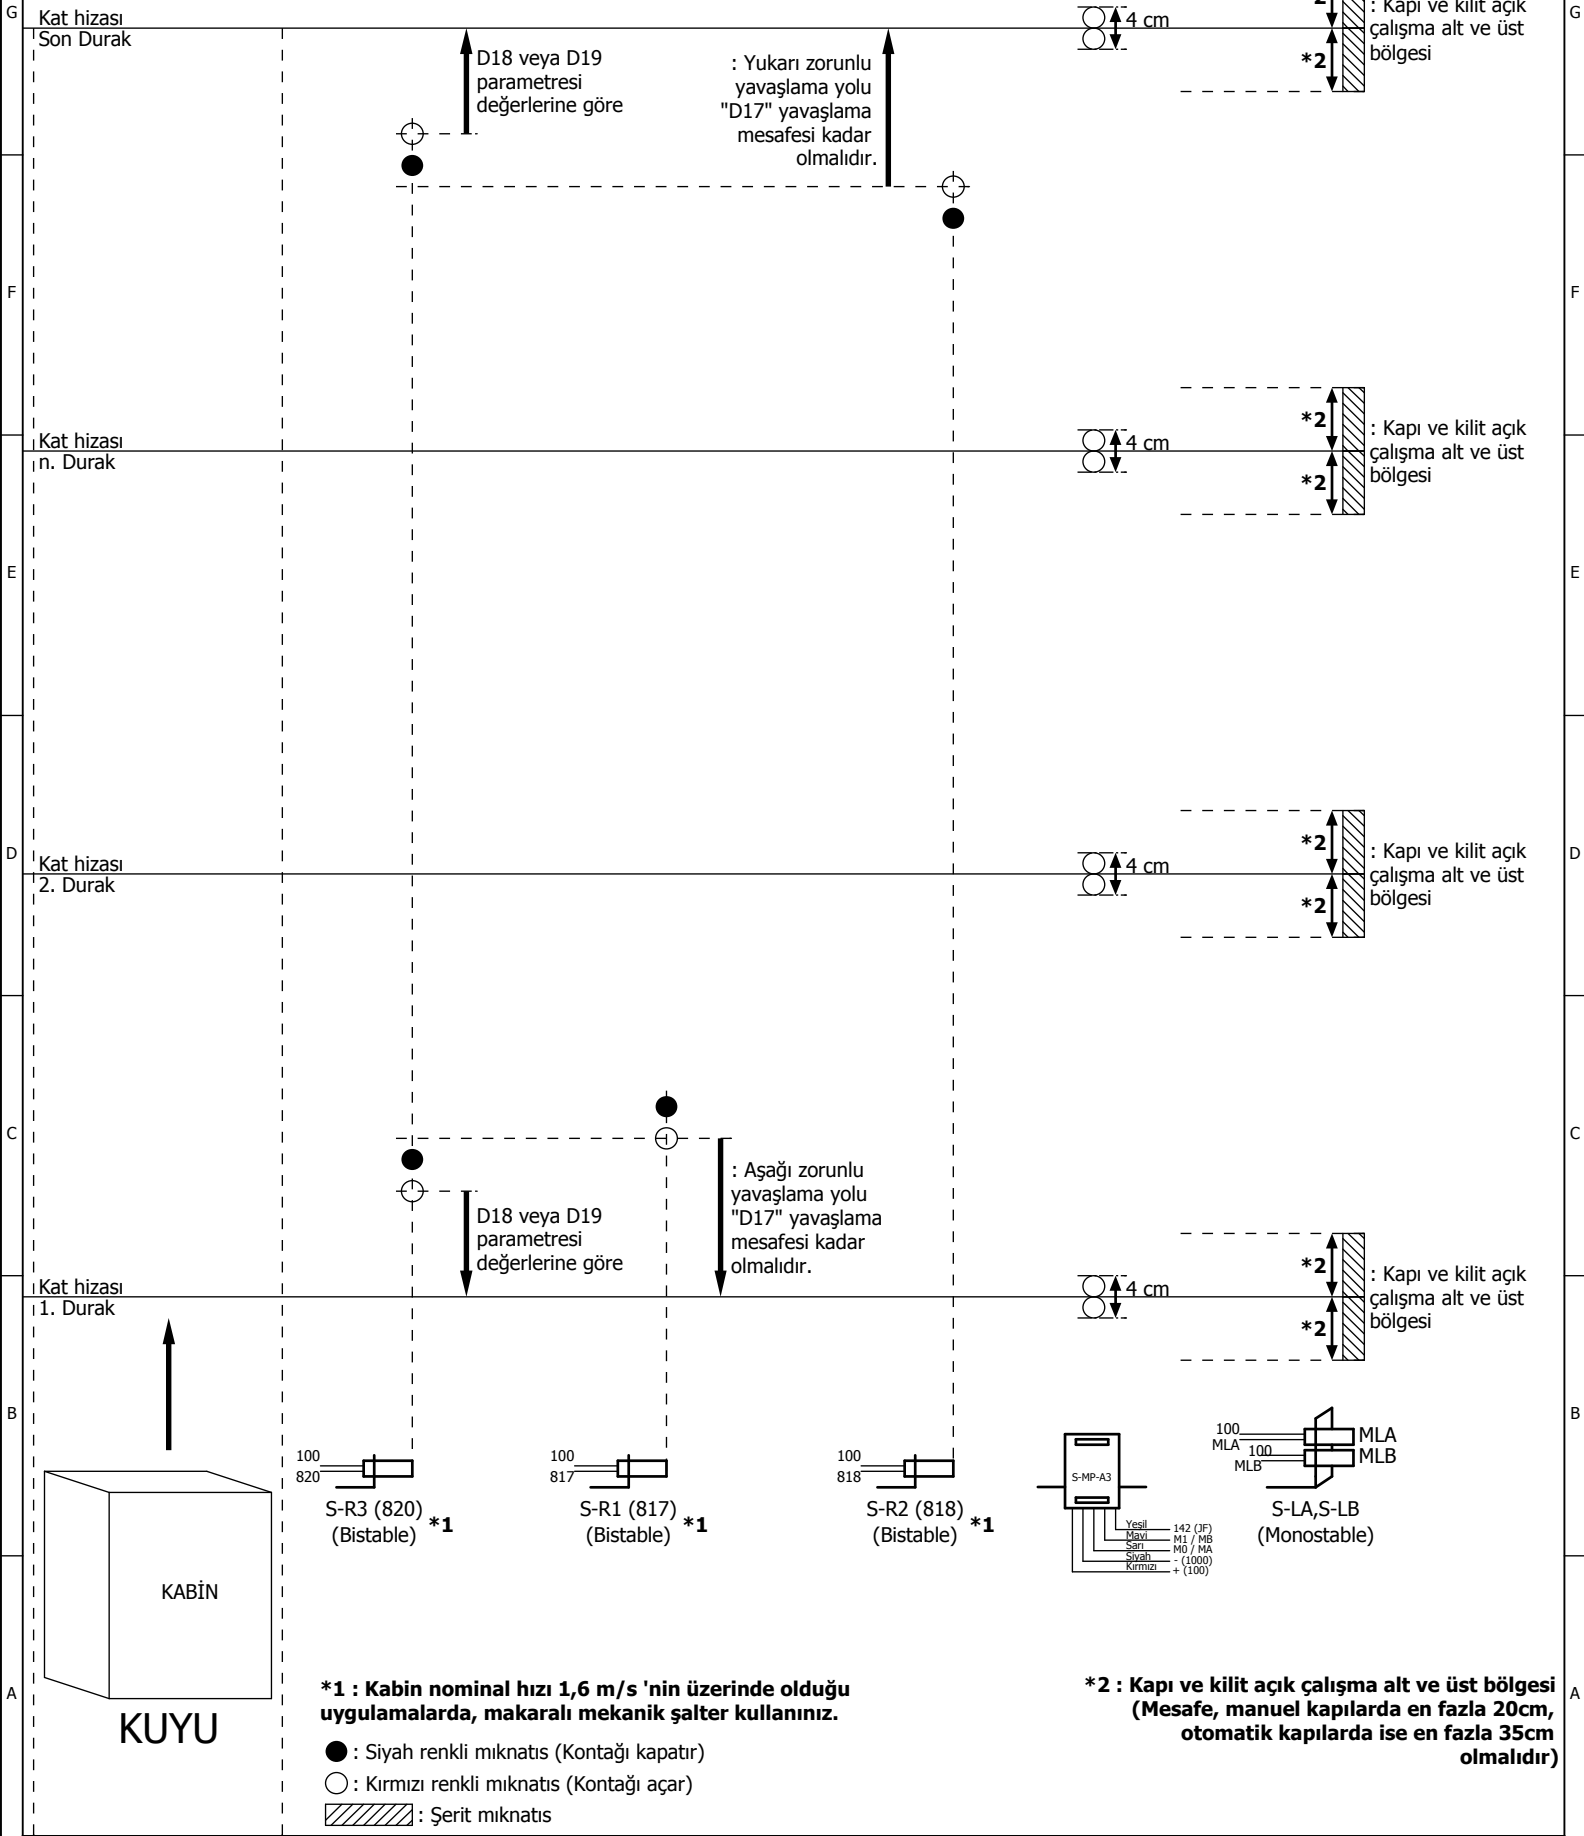 G
Kat hizası
Son Durak
D18 veya D19
parametresi
değerlerine göre
: Yukarı zorunlu
yavaşlama yolu
"D17" yavaşlama
mesafesi kadar
olmalıdır.
4 cm
*2
: Kapı ve kilit açık
çalışma alt ve üst
bölgesi
G
F
F
Kat hizası
n. Durak
4 cm
*2
*2
: Kapı ve kilit açık
çalışma alt ve üst
bölgesi
E
E
D
Kat hizası
2. Durak
4 cm
*2
*2
: Kapı ve kilit açık
çalışma alt ve üst
bölgesi
D
C
C
D18 veya D19
parametresi
değerlerine göre
: Aşağı zorunlu
yavaşlama yolu
"D17" yavaşlama
mesafesi kadar
olmalıdır.
Kat hizası
1. Durak
4 cm
*2
*2
: Kapı ve kilit açık
çalışma alt ve üst
bölgesi
B
B
100
820
S-R3 (820)
(Bistable)
*1
100
817
S-R1 (817)
(Bistable)
*1
100
818
S-R2 (818)
(Bistable)
*1
S-MP-A3
Yeşil 142 (JF)
Mavi M1 / MB
Sarı M0 / MA
Siyah - (1000)
Kırmızı + (100)
100
MLA
100
MLB
MLA
MLB
S-LA,S-LB
(Monostable)
KABİN
KUYU
A
A
*1 : Kabin nominal hızı 1,6 m/s 'nin üzerinde olduğu
uygulamalarda, makaralı mekanik şalter kullanınız.
: Siyah renkli mıknatıs (Kontağı kapatır)
: Kırmızı renkli mıknatıs (Kontağı açar)
: Şerit mıknatıs
*2 : Kapı ve kilit açık çalışma alt ve üst bölgesi
(Mesafe, manuel kapılarda en fazla 20cm,
otomatik kapılarda ise en fazla 35cm
olmalıdır)